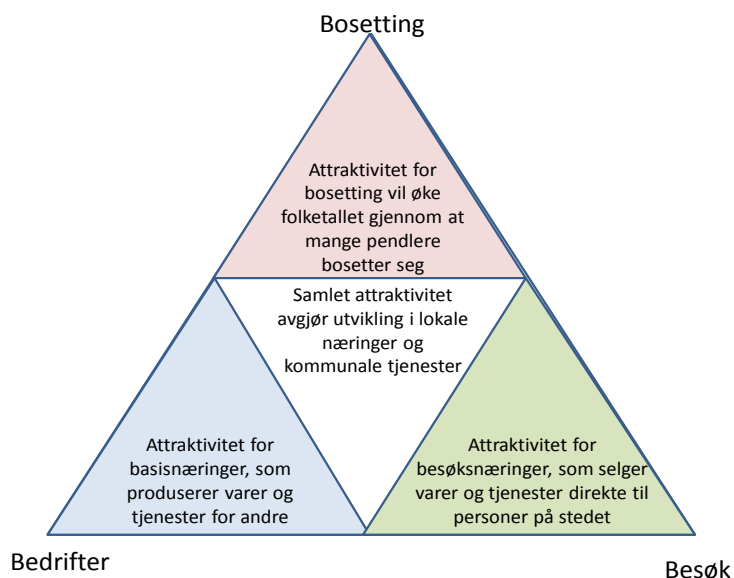 Bosetting
Attraktivitet for
bosetting vil øke
folketallet gjennom at
mange pendlere
bosetter seg
Samlet attraktivitet
avgjør utvikling i lokale
næringer og
kommunale tjenester
Attraktivitet for
basisnæringer, som
produserer varer og
tjenester for andre
Attraktivitet for
besøksnæringer, som selger
varer og tjenester direkte til
personer på stedet
Bedrifter
Besøk